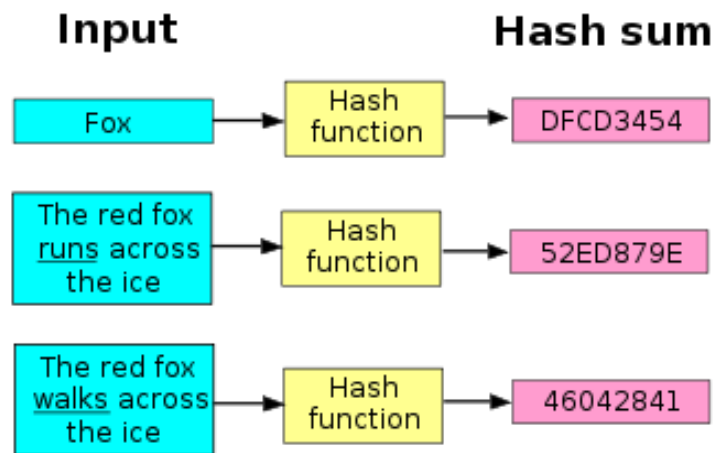 Input
Hash sum
Fox
Hash
function
DFCD3454
The red fox
runs across
the ice
Hash
function
52ED879E
The red fox
walks across
the ice
Hash
function
46042841